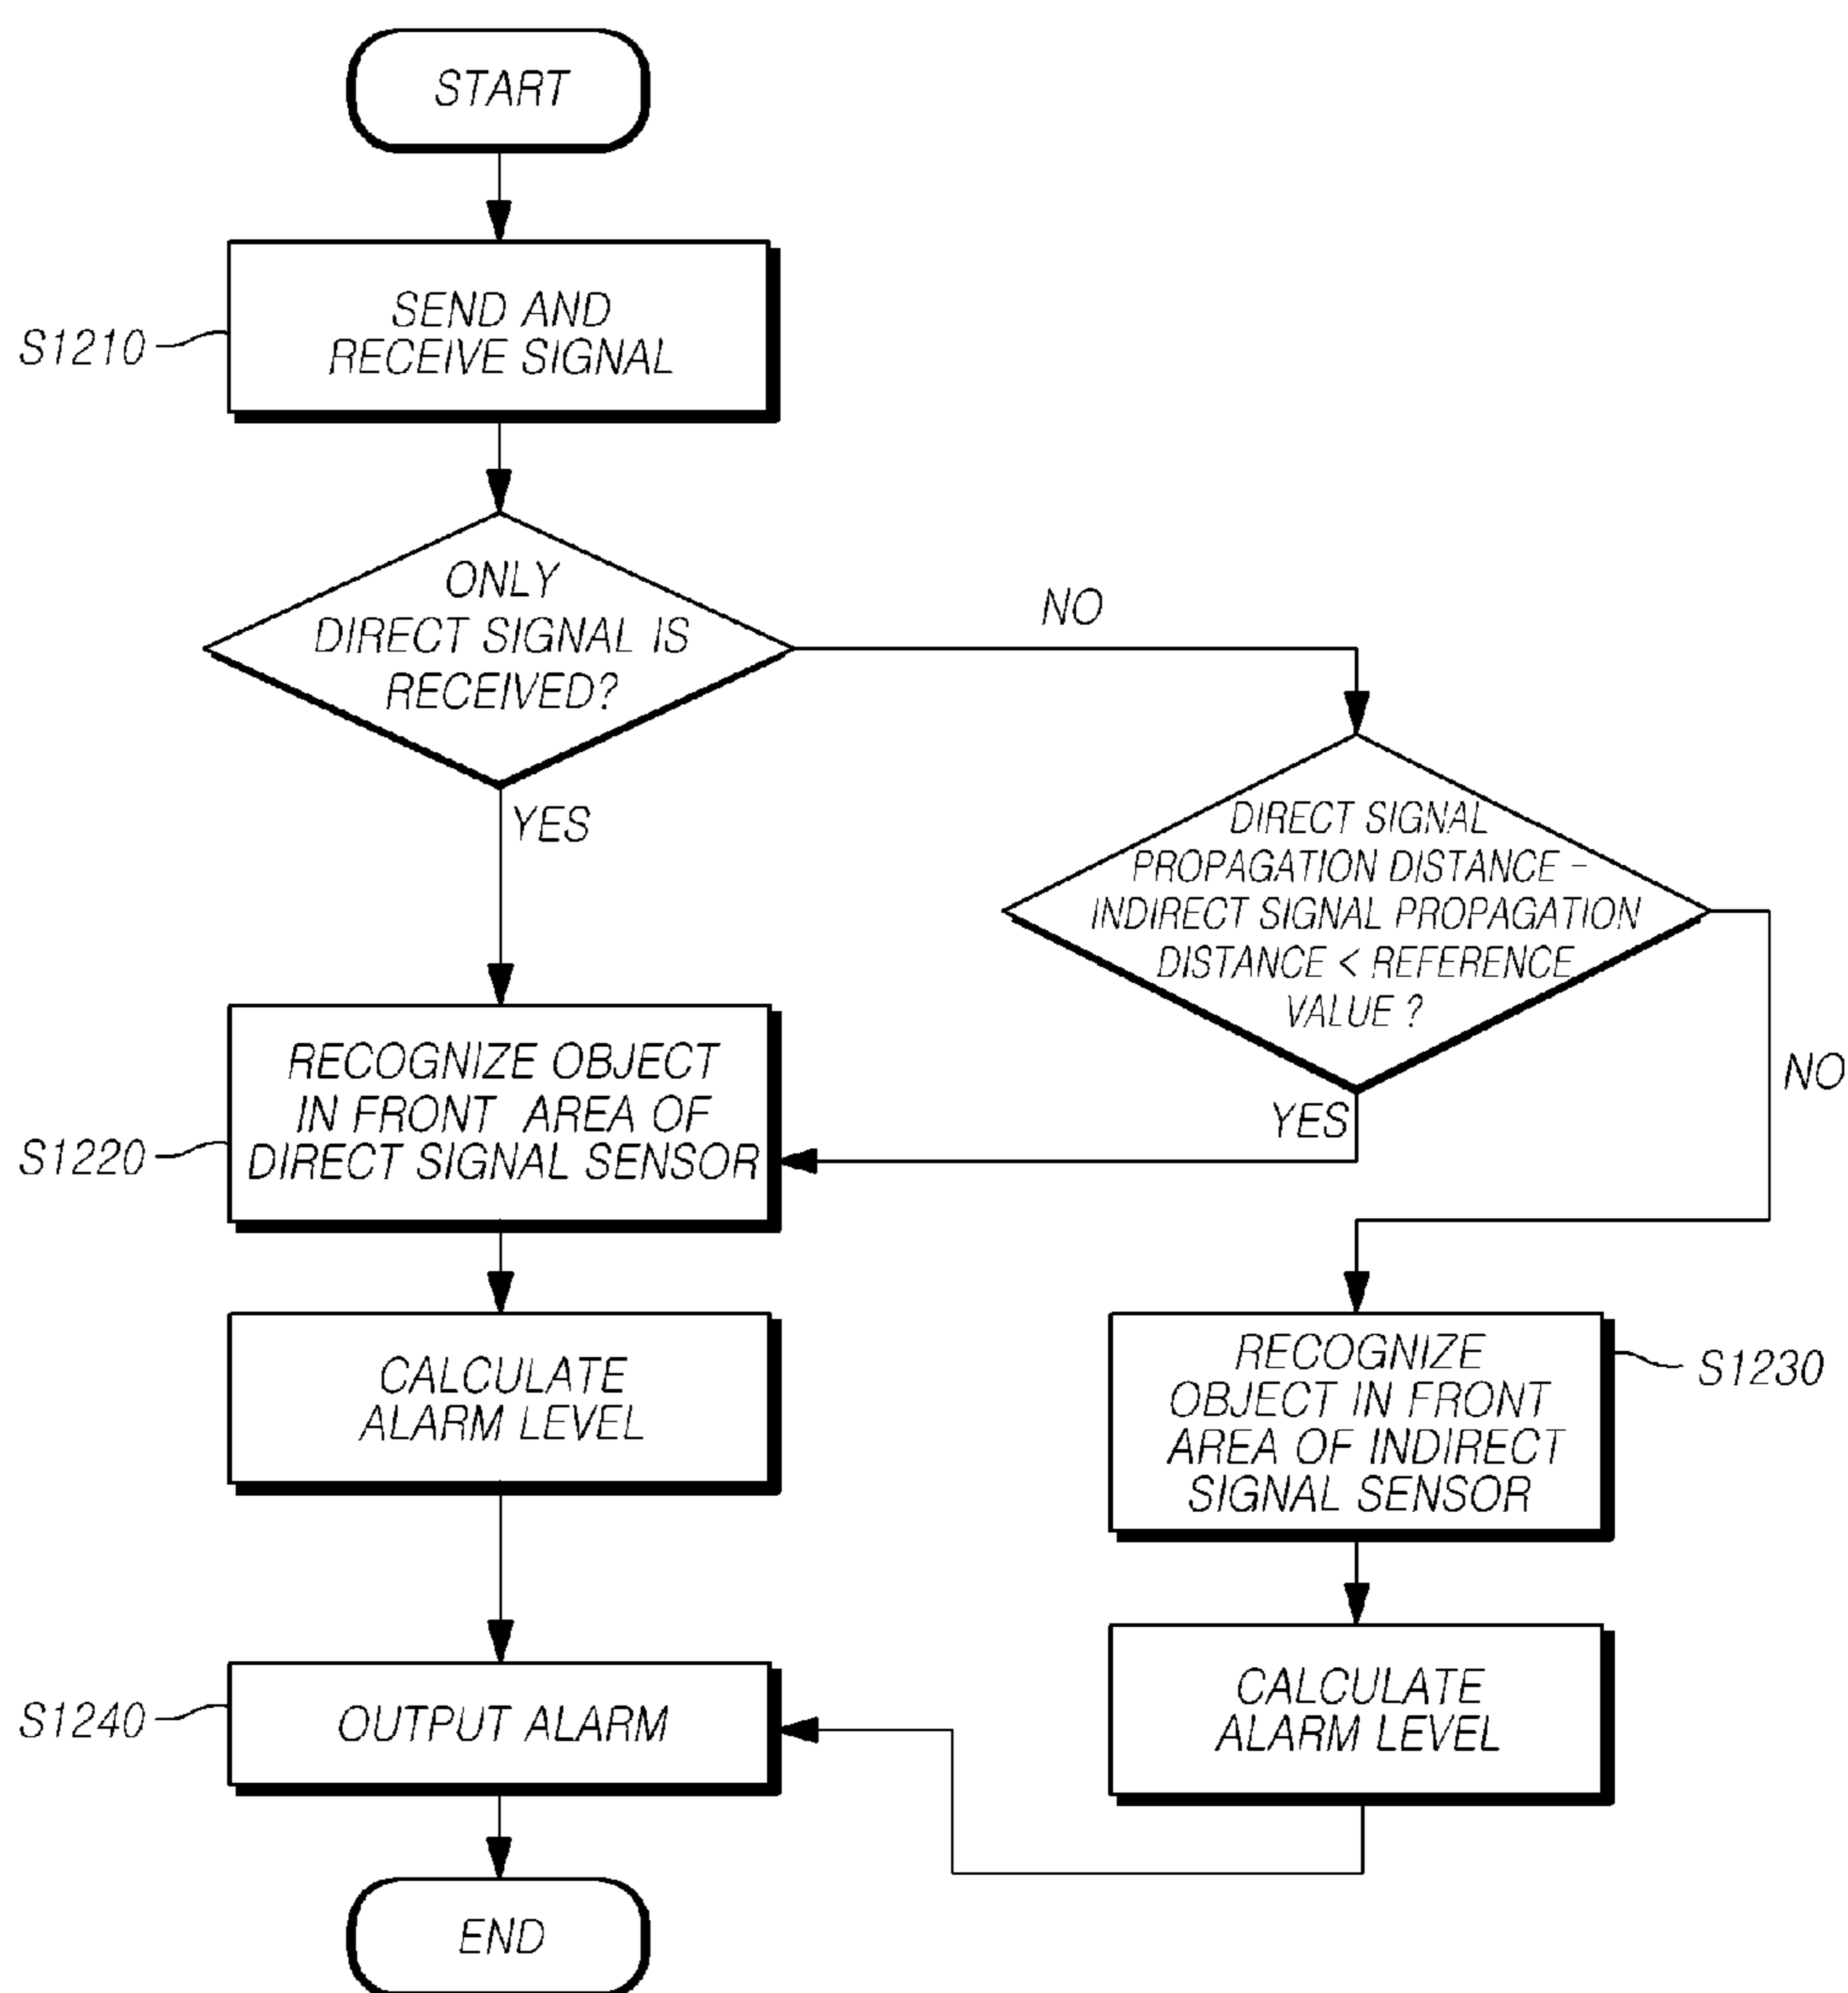 START
S1210
SEND AND
RECEIVE SIGNAL
ONLY
DIRECT SIGNAL IS
RECEIVED?
NO
YES
DIRECT SIGNAL
PROPAGATION DISTANCE -
INDIRECT SIGNAL PROPAGATION
DISTANCE < REFERENCE
VALUE ?
YES
NO
S1220
RECOGNIZE OBJECT
IN FRONT AREA OF
DIRECT SIGNAL SENSOR
CALCULATE
ALARM LEVEL
RECOGNIZE
OBJECT IN FRONT
AREA OF INDIRECT
SIGNAL SENSOR
S1230
CALCULATE
ALARM LEVEL
S1240
OUTPUT ALARM
END